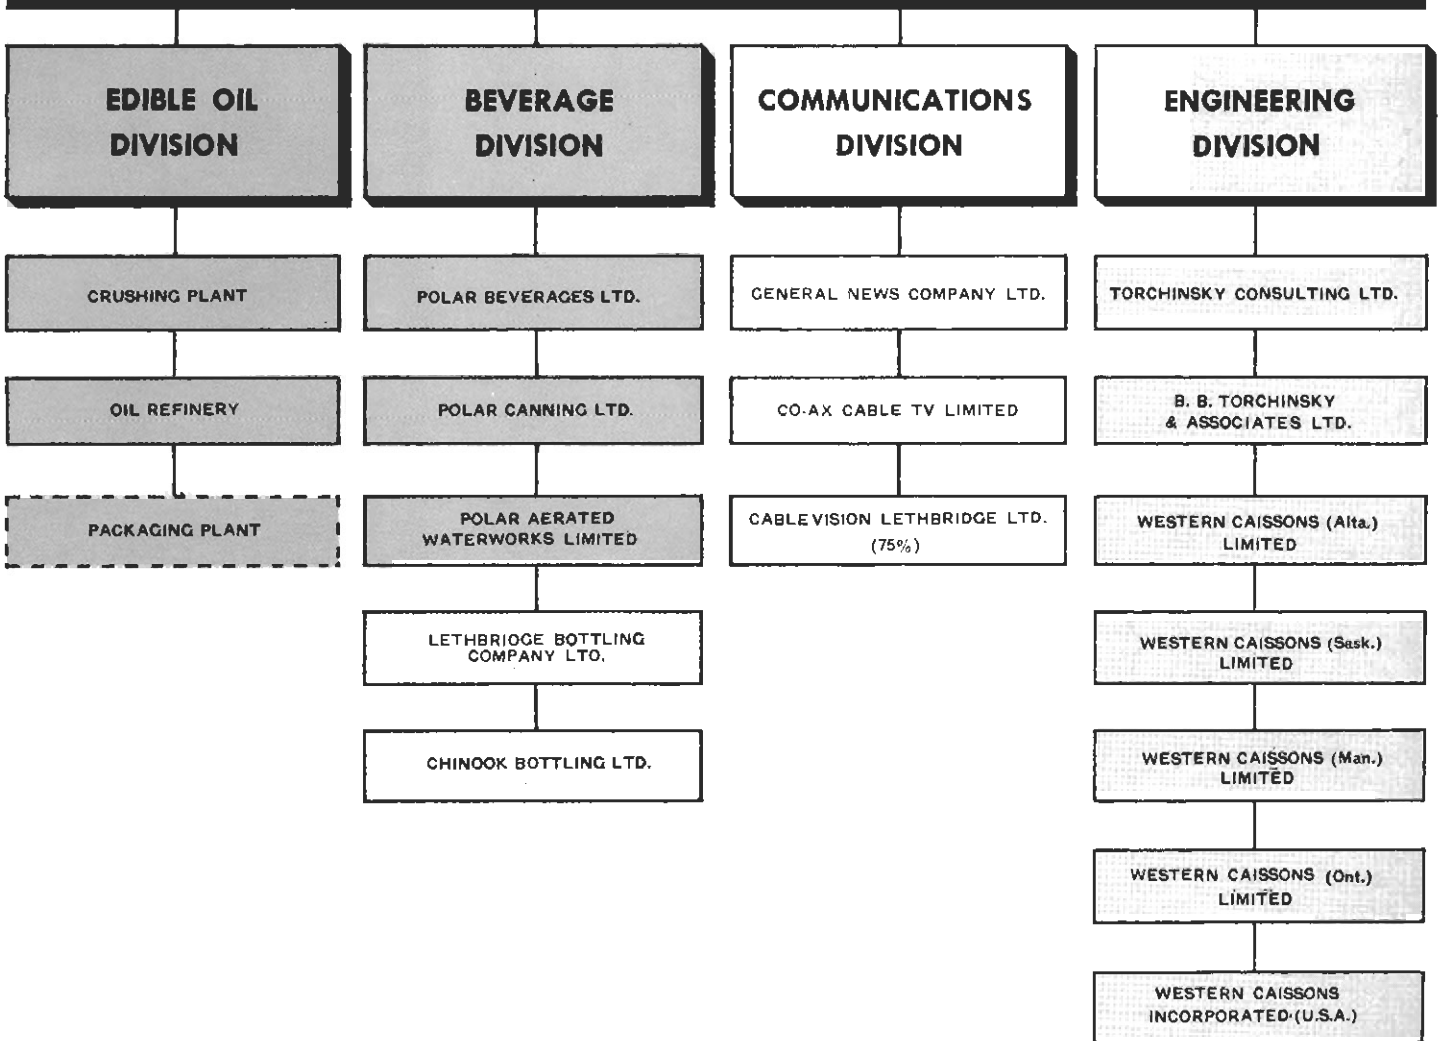 EDIBLE OIL
DIVISION
CRUSHING PLANT
OIL REFINERY
PACKAGING PLANT
BEVERAGE
DIVISION
POLAR BEVERAGES LTD.
POLAR CANNING LTD.
POLAR AERATED
WATERWORKS LIMITED
LETHBRIDGE BOTTLING
COMPANY LTD.
CHINOOK BOTTLING LTD.
COMMUNICATIONS
DIVISION
GENERAL NEWS COMPANY LTD.
CO-AX CABLE TV LIMITED
CABLEVISION LETHBRIDGE LTD.
(75%)
ENGINEERING
DIVISION
TORCHINSKY CONSULTING LTD.
B. B. TORCHINSKY
& ASSOCIATES LTD.
WESTERN CAISSONS (Alta.)
LIMITED
WESTERN CAISSONS (Sask.)
LIMITED
WESTERN CAISSONS (Man.)
LIMITED
WESTERN CAISSONS (Ont.)
LIMITED
WESTERN CAISSONS
INCORPORATED (U.S.A.)